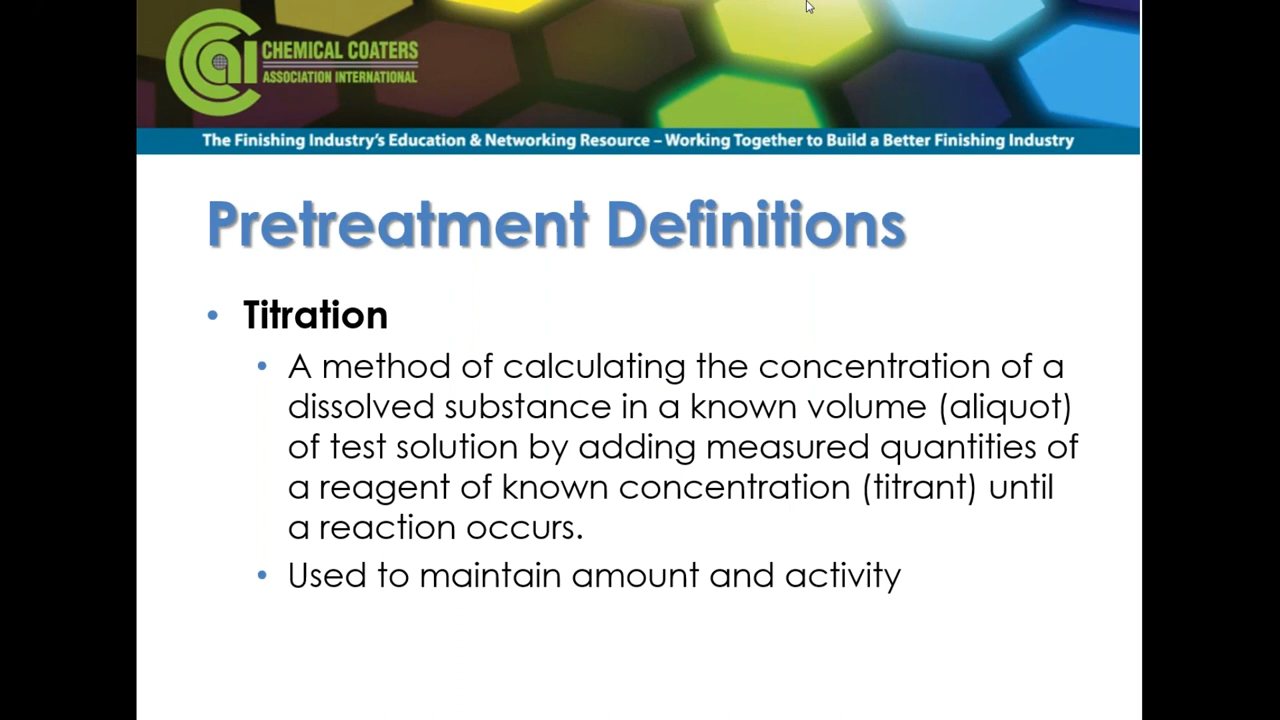 CHEMICAL COATERS
ASSOCIATION INTERNATIONAL
The Finishing Industry's Education & Networking Resource – Working Together to Build a Better Finishing Industry
Pretreatment Definitions
• Titration
• A method of calculating the concentration of a
dissolved substance in a known volume (aliquot)
of test solution by adding measured quantities of
a reagent of known concentration (titrant) until
a reaction occurs.
• Used to maintain amount and activity